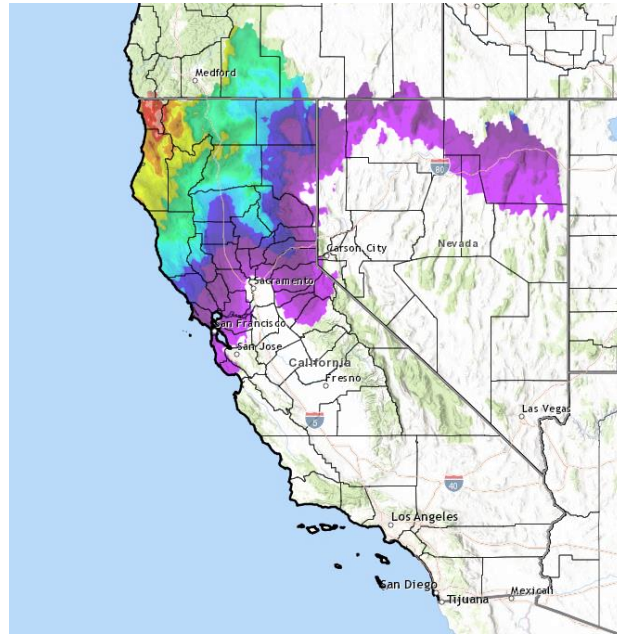 Medford
80
Carson City
Nevada
Sacramento
San Francisco
San Jose
California
Fresno
Las Vegas
5
40
Los Angeles
San Diego
Tijuana
Mexicali